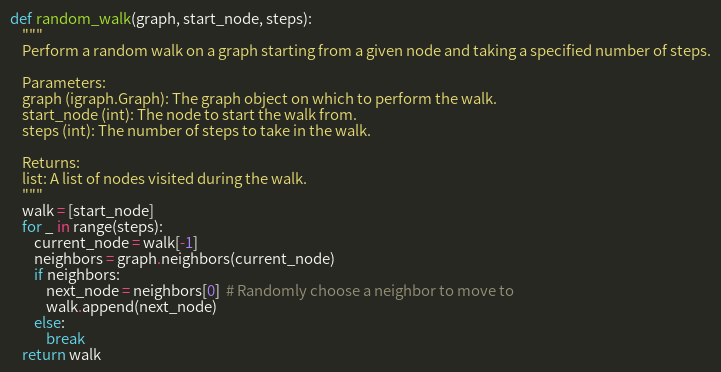 def random_walk(graph, start_node, steps):
    """
    Perform a random walk on a graph starting from a given node and taking a specified number of steps.

    Parameters:
    graph (igraph.Graph): The graph object on which to perform the walk.
    start_node (int): The node to start the walk from.
    steps (int): The number of steps to take in the walk.

    Returns:
    list: A list of nodes visited during the walk.
    """
    walk = [start_node]
    for _ in range(steps):
        current_node = walk[-1]
        neighbors = graph.neighbors(current_node)
        if neighbors:
            next_node = neighbors[0]  # Randomly choose a neighbor to move to
            walk.append(next_node)
        else:
            break
    return walk